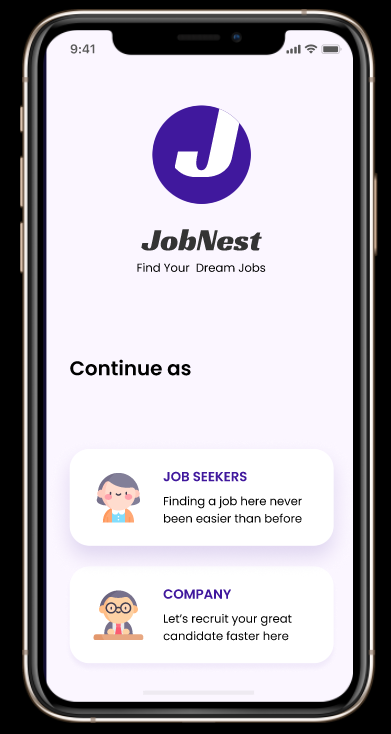 9:41
J
JobNest
Find Your Dream Jobs
Continue as
JOB SEEKERS
Finding a job here never
been easier than before
COMPANY
Let's recruit your great
candidate faster here